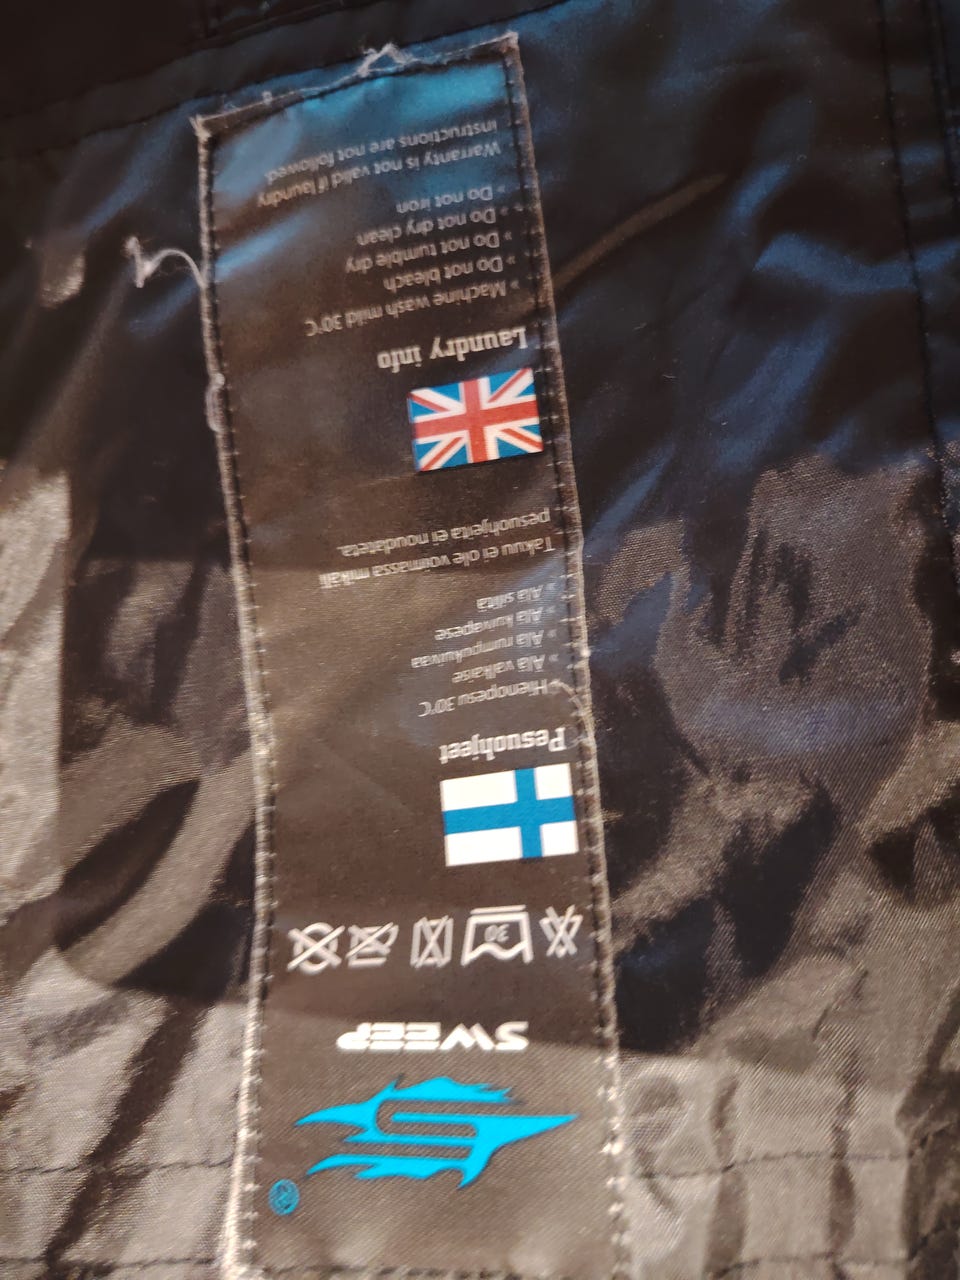 SWEEP
30
Pesuohjeet
» Hienopesu 30°C
» Älä valkaise
» Älä rumpukuivaa
» Älä kuivapese
» Älä silitä
Takuu ei ole voimassa mikäli
pesuohjeita ei noudateta.
Laundry info
» Machine wash mild 30°C
» Do not bleach
» Do not tumble dry
» Do not dry clean
» Do not iron
Warranty is not valid if laundry
instructions are not followed.